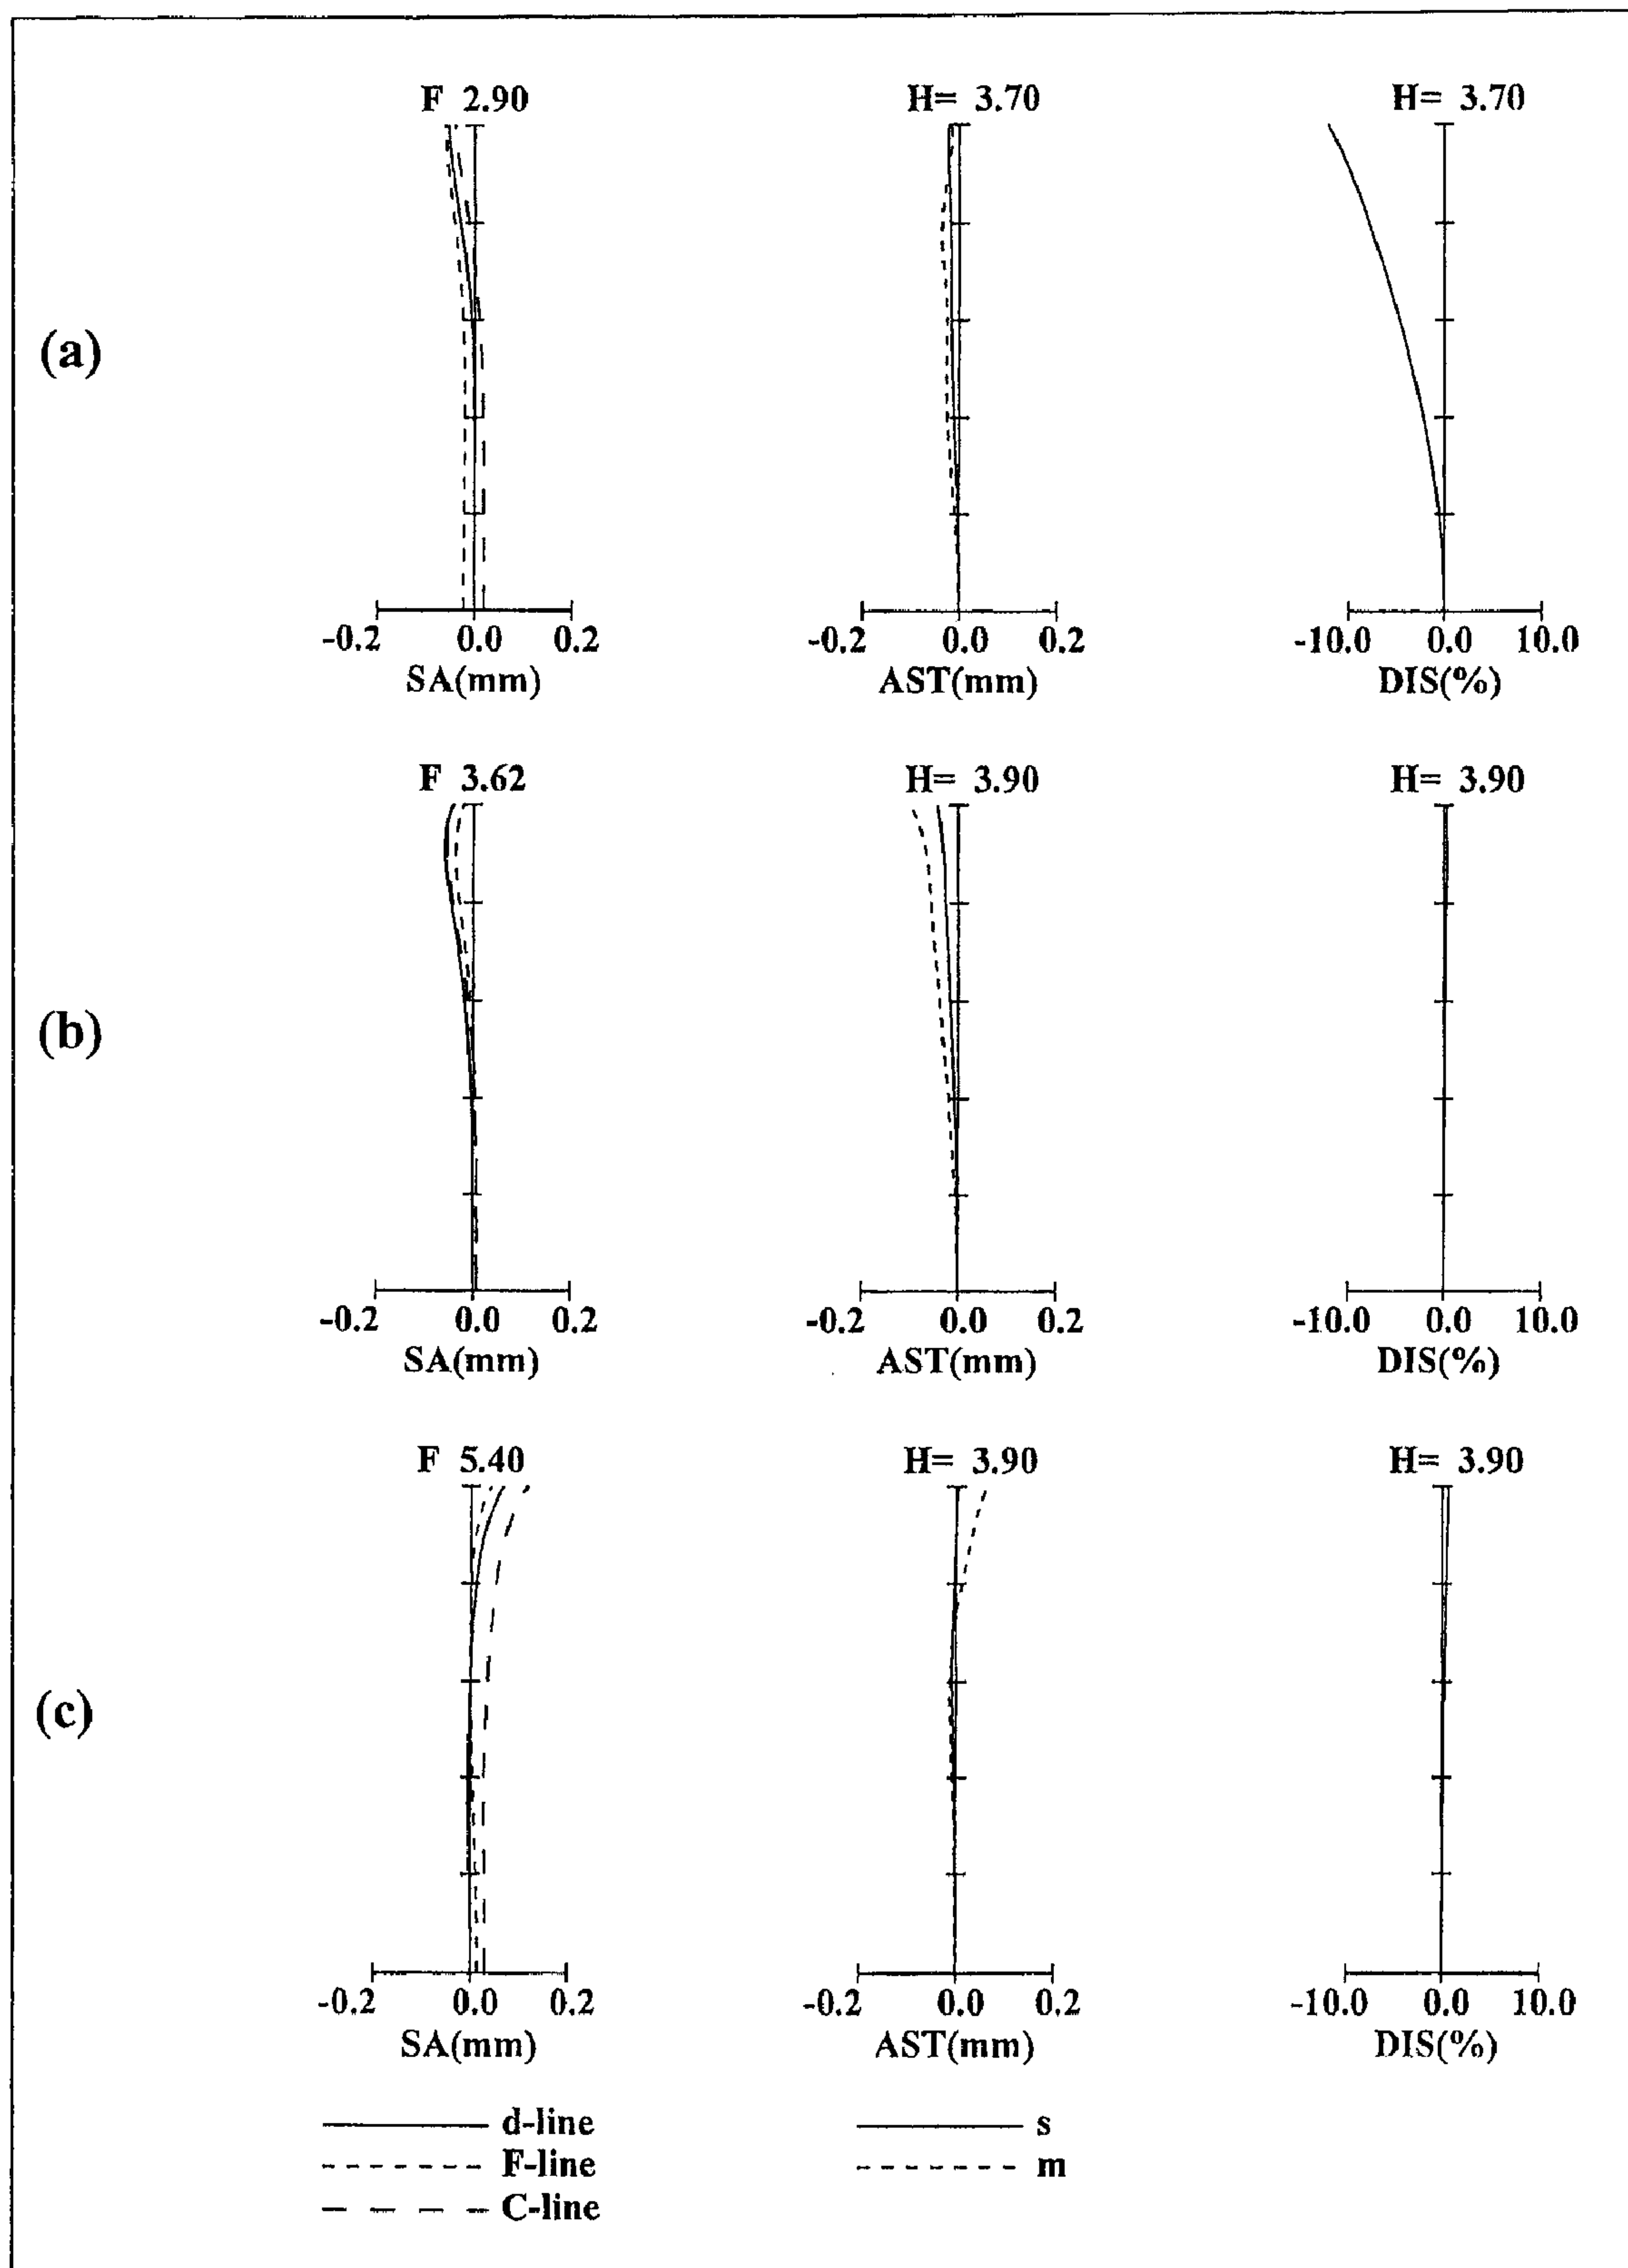 F 2.90 H= 3.70 H= 3.70
(a)
-0.2 0.0 0.2 -0.2 0.0 0.2 -10.0 0.0 10.0
SA(mm) AST(mm) DIS(%)
F 3.62 H= 3.90 H= 3.90
(b)
-0.2 0.0 0.2 -0.2 0.0 0.2 -10.0 0.0 10.0
SA(mm) AST(mm) DIS(%)
F 5.40 H= 3.90 H= 3.90
(c)
-0.2 0.0 0.2 -0.2 0.0 0.2 -10.0 0.0 10.0
SA(mm) AST(mm) DIS(%)
d-line s
F-line m
C-line